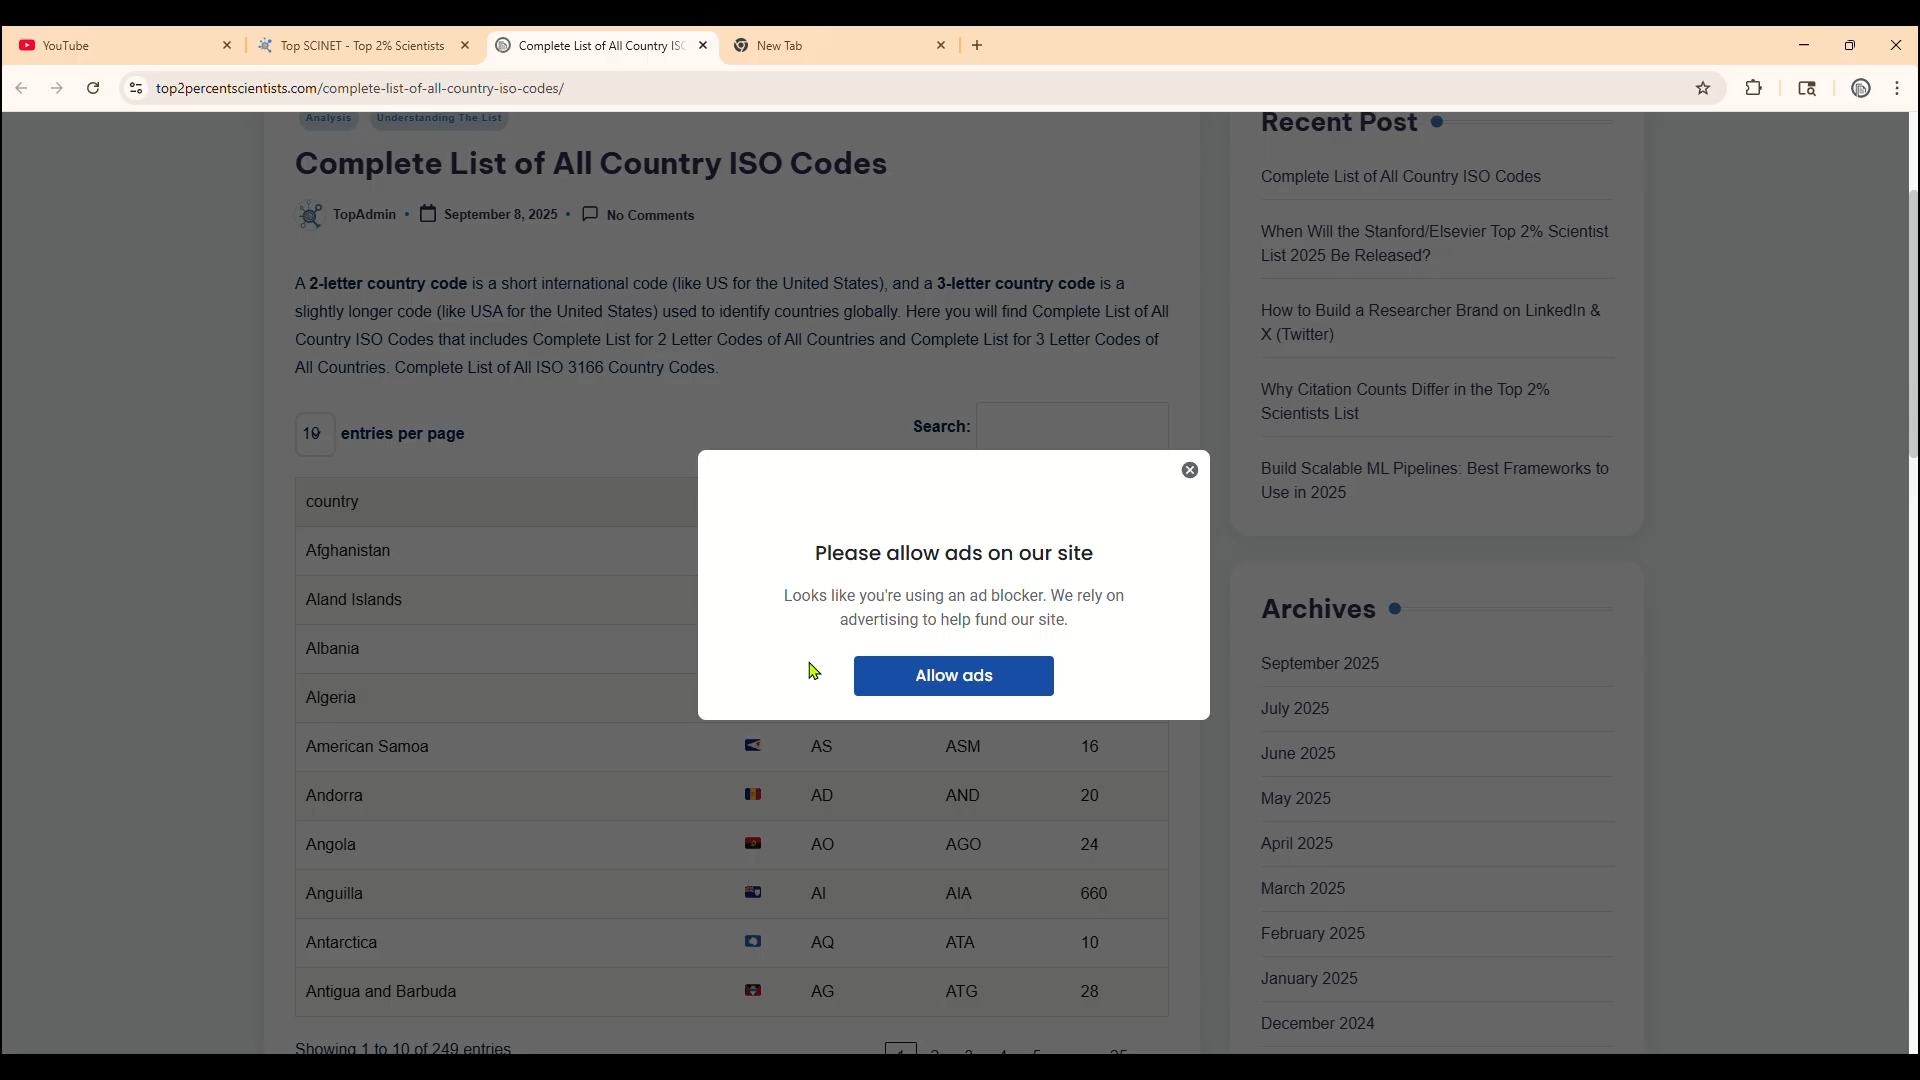 YouTube
Top SCINET - Top 2% Scientists
Complete List of All Country ISC
New Tab
top2percentscientists.com/complete-list-of-all-country-iso-codes/
Analysis
Understanding The List
Complete List of All Country ISO Codes
TopAdmin
September 8, 2025
No Comments
A 2-letter country code is a short international code (like US for the United States), and a 3-letter country code is a
slightly longer code (like USA for the United States) used to identify countries globally. Here you will find Complete List of All
Country ISO Codes that includes Complete List for 2 Letter Codes of All Countries and Complete List for 3 Letter Codes of
All Countries. Complete List of All ISO 3166 Country Codes.
10 entries per page
Search:
country
Afghanistan
Aland Islands
Albania
Algeria
American Samoa AS ASM 16
Andorra AD AND 20
Angola AO AGO 24
Anguilla AI AIA 660
Antarctica AQ ATA 10
Antigua and Barbuda AG ATG 28
Showing 1 to 10 of 249 entries
1 2 3 4 5 25
Please allow ads on our site
Looks like you're using an ad blocker. We rely on
advertising to help fund our site.
Allow ads
Recent Post
Complete List of All Country ISO Codes
When Will the Stanford/Elsevier Top 2% Scientist
List 2025 Be Released?
How to Build a Researcher Brand on LinkedIn &
X (Twitter)
Why Citation Counts Differ in the Top 2%
Scientists List
Build Scalable ML Pipelines: Best Frameworks to
Use in 2025
Archives
September 2025
July 2025
June 2025
May 2025
April 2025
March 2025
February 2025
January 2025
December 2024